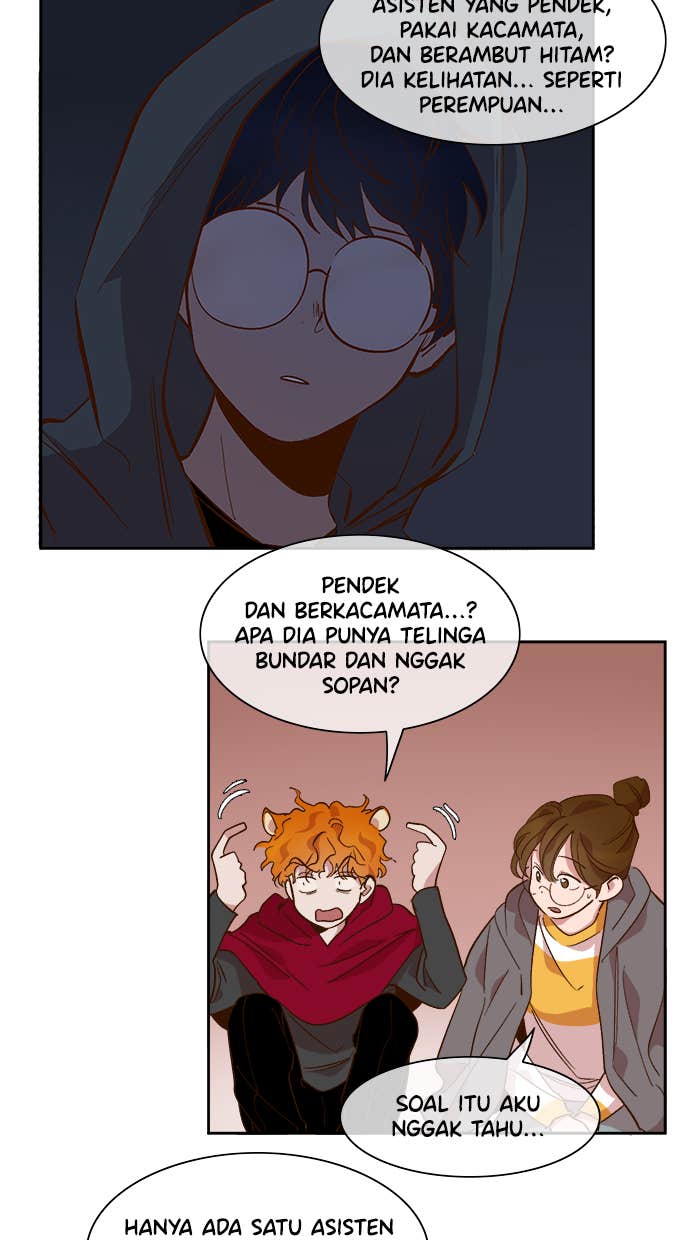 ASISTEN YANG PENDEK,
PAKAI KACAMATA,
DAN BERAMBUT HITAM?
DIA KELIHATAN... SEPERTI
PEREMPUAN...
PENDEK
DAN BERKACAMATA...?
APA DIA PUNYA TELINGA
BUNDAR DAN NGGAK
SOPAN?
SOAL ITU AKU
NGGAK TAHU...
HANYA ADA SATU ASISTEN